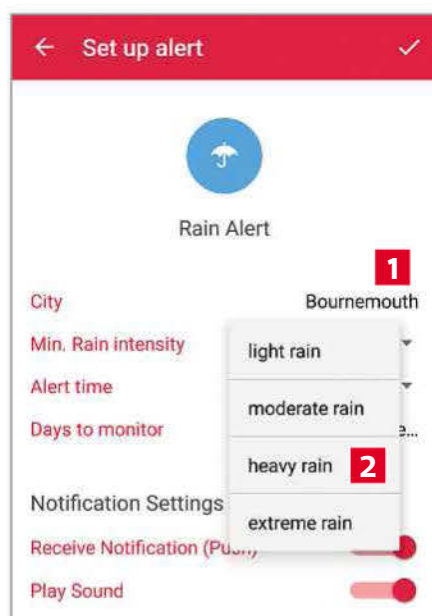 Set up alert
Rain Alert
1
City Bournemouth
Min. Rain intensity
light rain
Alert time
moderate rain
Days to monitor e...
heavy rain 2
Notification Settings
extreme rain
Receive Notification (Push)
Play Sound